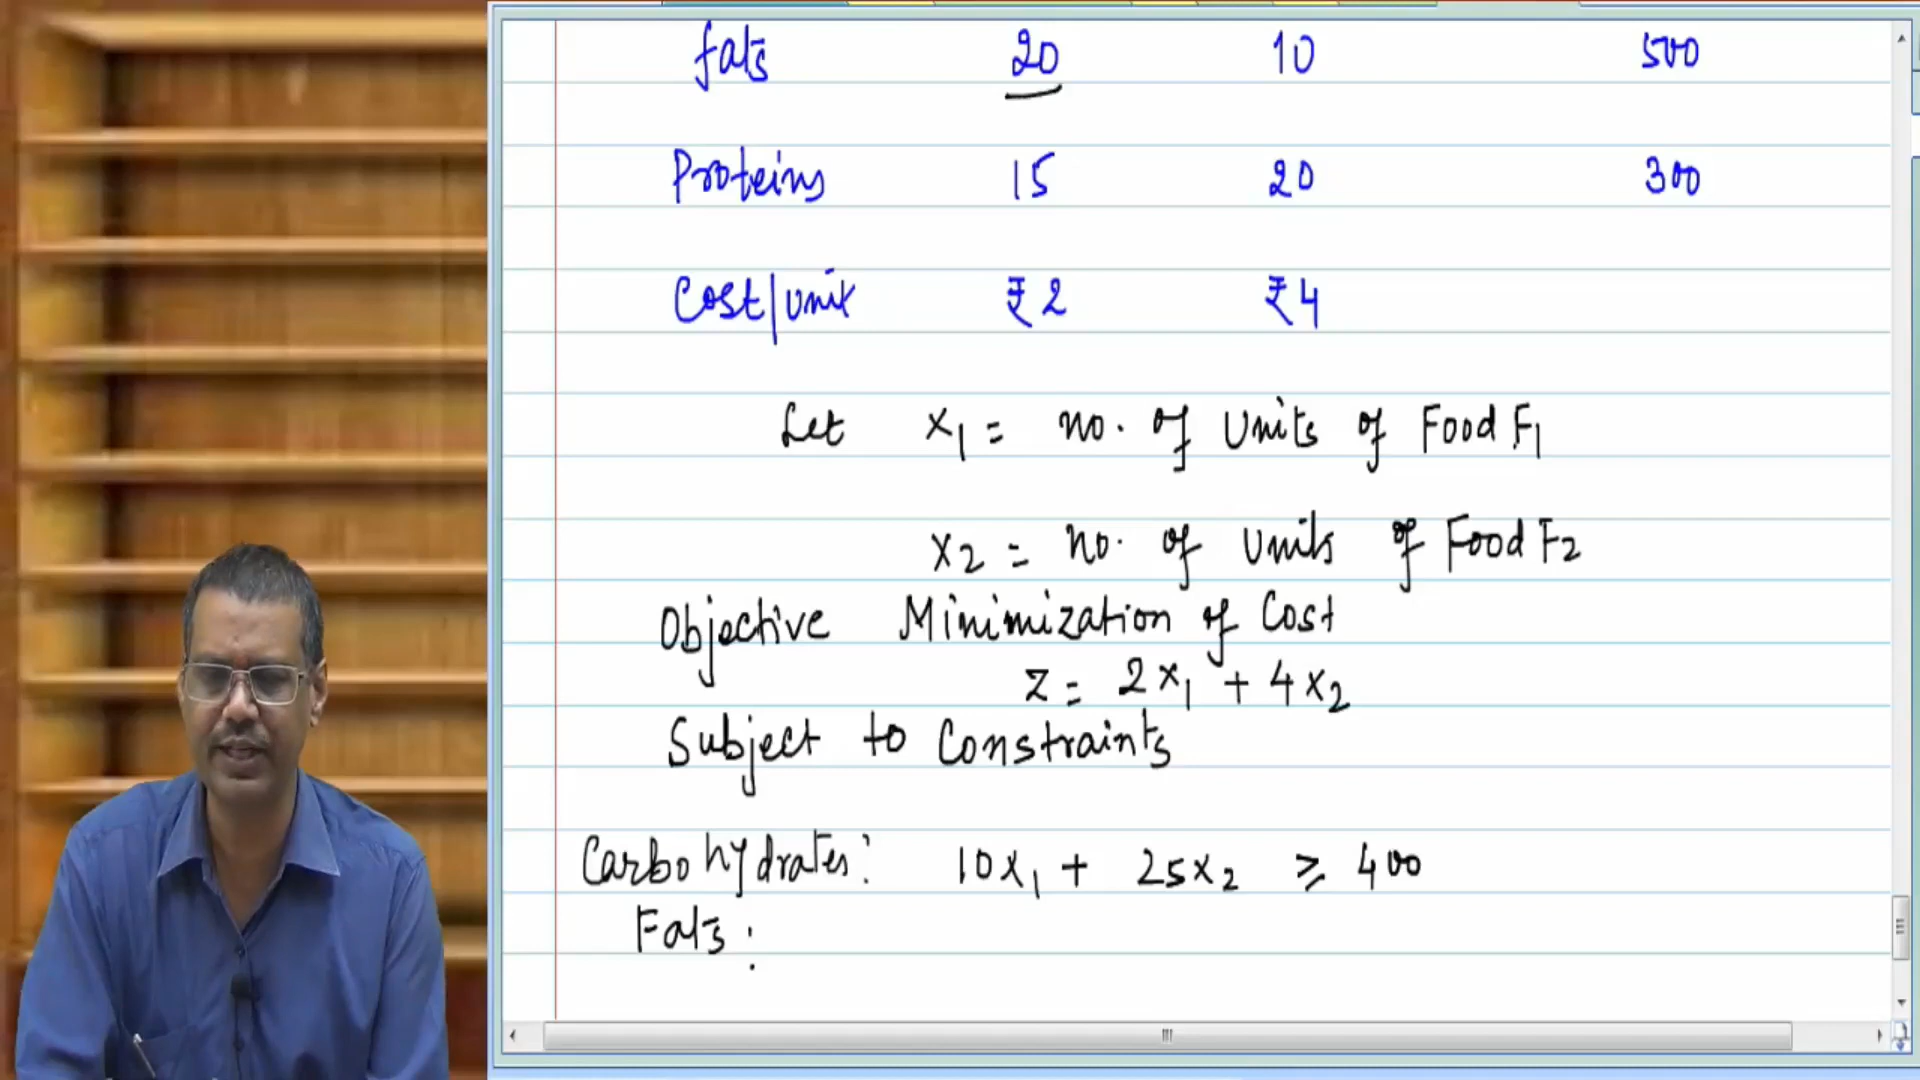 fats 20 10 500
Proteins 15 20 300
Cost/Unit ₹2 ₹4
Let x1 = no. of Units of Food F1
x2 = no. of Units of Food F2
Objective Minimization of Cost
z = 2x1 + 4x2
Subject to Constraints
Carbohydrates: 10x1 + 25x2 ≥ 400
Fats: